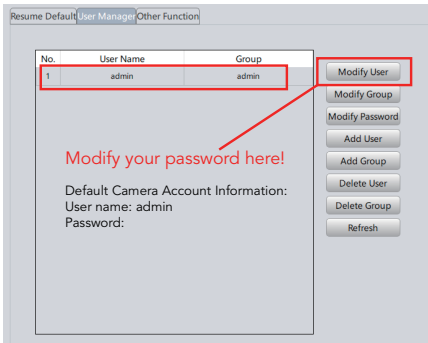 Resume Default User Manager Other Function
No. User Name Group
1 admin admin
Modify User
Modify Group
Modify Password
Add User
Modify your password here!
Add Group
Default Camera Account Information:
Delete User
User name: admin
Delete Group
Password:
Refresh